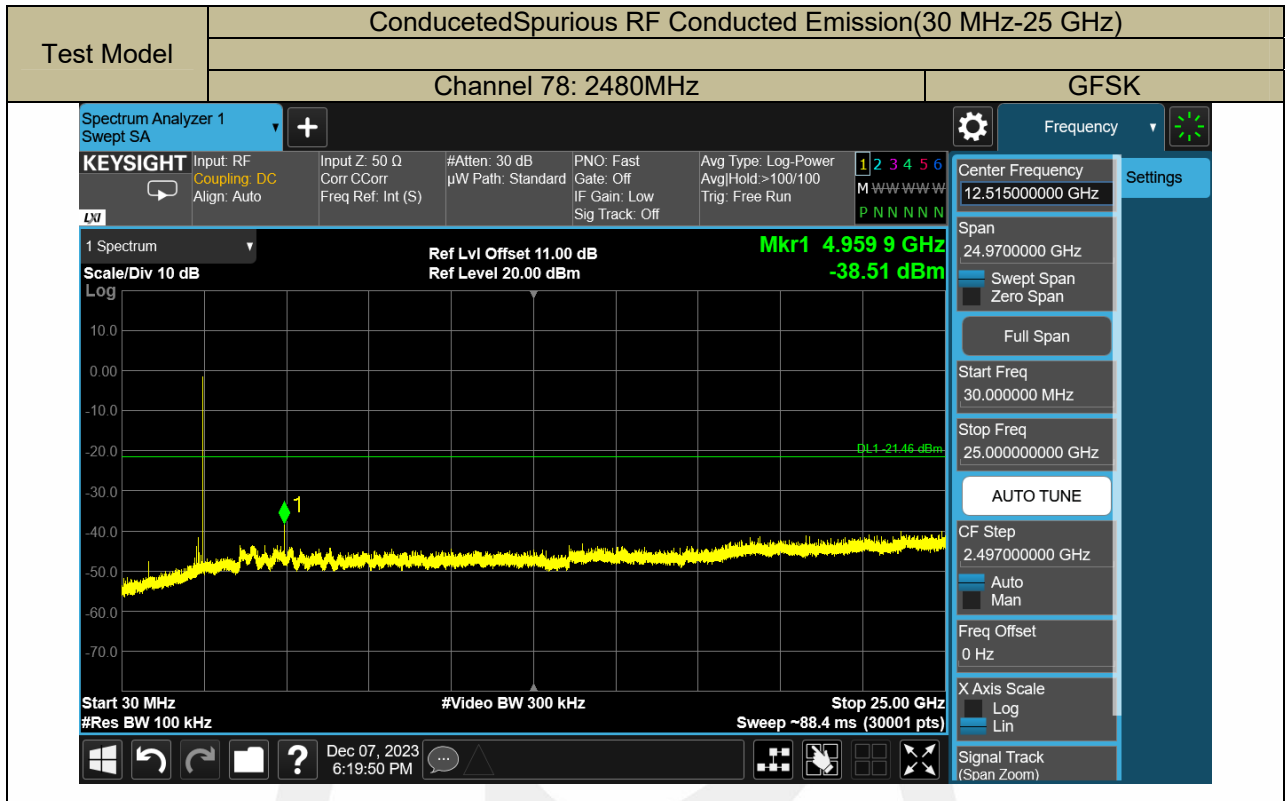 Test Model
ConducetedSpurious RF Conducted Emission(30 MHz-25 GHz)
Channel 78: 2480MHz
GFSK
Spectrum Analyzer 1
Swept SA
+
Frequency
KEYSIGHT
LXI
Input: RF
Coupling: DC
Align: Auto
Input Z: 50 Ω
Corr CCorr
Freq Ref: Int (S)
#Atten: 30 dB
µW Path: Standard
PNO: Fast
Gate: Off
IF Gain: Low
Sig Track: Off
Avg Type: Log-Power
Avg|Hold:>100/100
Trig: Free Run
1 2 3 4 5 6
M W W W W W
P N N N N N
1 Spectrum
Scale/Div 10 dB
Log
Ref Lvl Offset 11.00 dB
Ref Level 20.00 dBm
Mkr1 4.959 9 GHz
-38.51 dBm
10.0
0.00
-10.0
-20.0
-30.0
-40.0
-50.0
-60.0
-70.0
DL1 -21.46 dBm
1
Start 30 MHz
#Res BW 100 kHz
#Video BW 300 kHz
Stop 25.00 GHz
Sweep ~88.4 ms (30001 pts)
Center Frequency
12.515000000 GHz
Settings
Span
24.9700000 GHz
Swept Span
Zero Span
Full Span
Start Freq
30.000000 MHz
Stop Freq
25.000000000 GHz
AUTO TUNE
CF Step
2.497000000 GHz
Auto
Man
Freq Offset
0 Hz
X Axis Scale
Log
Lin
Signal Track
(Span Zoom)
?
Dec 07, 2023
6:19:50 PM